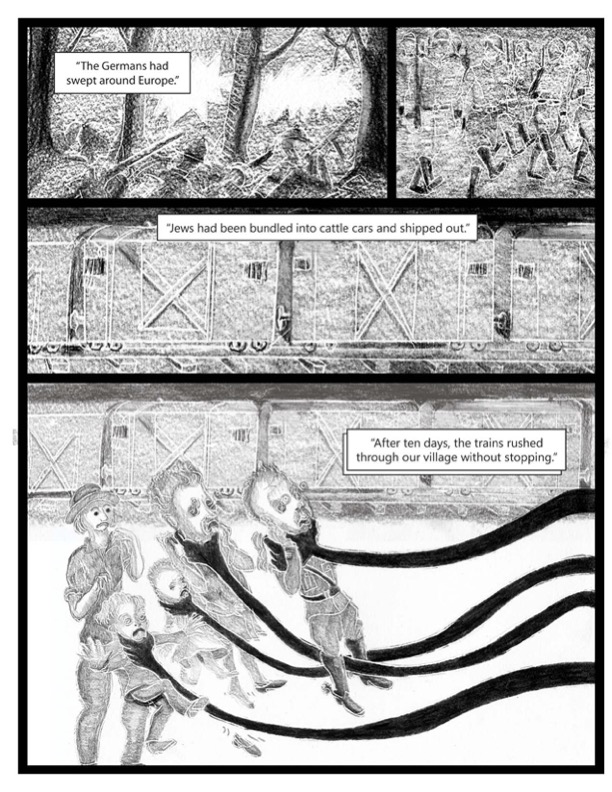 “The Germans had
swept around Europe.”
“Jews had been bundled into cattle cars and shipped out.”
“After ten days, the trains rushed
through our village without stopping.”